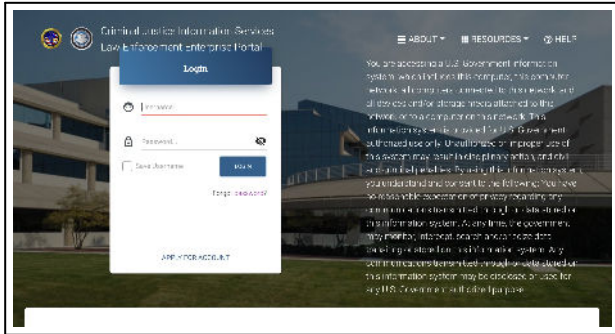 Criminal Justice Information Services
Law Enforcement Enterprise Portal
ABOUT
RESOURCES
HELP
Login
Username
Password...
Save Username
LOG IN
Forgot password?
APPLY FOR ACCOUNT
You are accessing a U.S. Government information
system, which includes this computer, this computer
network, all computers connected to this network, and
all devices and/or storage media attached to this
network or to a computer on this network. This
information system is provided for U.S. Government
authorized use only. Unauthorized or improper use of
this system may result in disciplinary action, and civil
and criminal penalties. By using this information system,
you understand and consent to the following: You have
no reasonable expectation of privacy regarding any
communications transmitted through or data stored on
this information system. At any time, the government
may monitor, intercept, search and/or seize data
transiting or stored on this information system. Any
communications transmitted through or data stored on
this information system may be disclosed or used for
any U.S. Government authorized purpose.